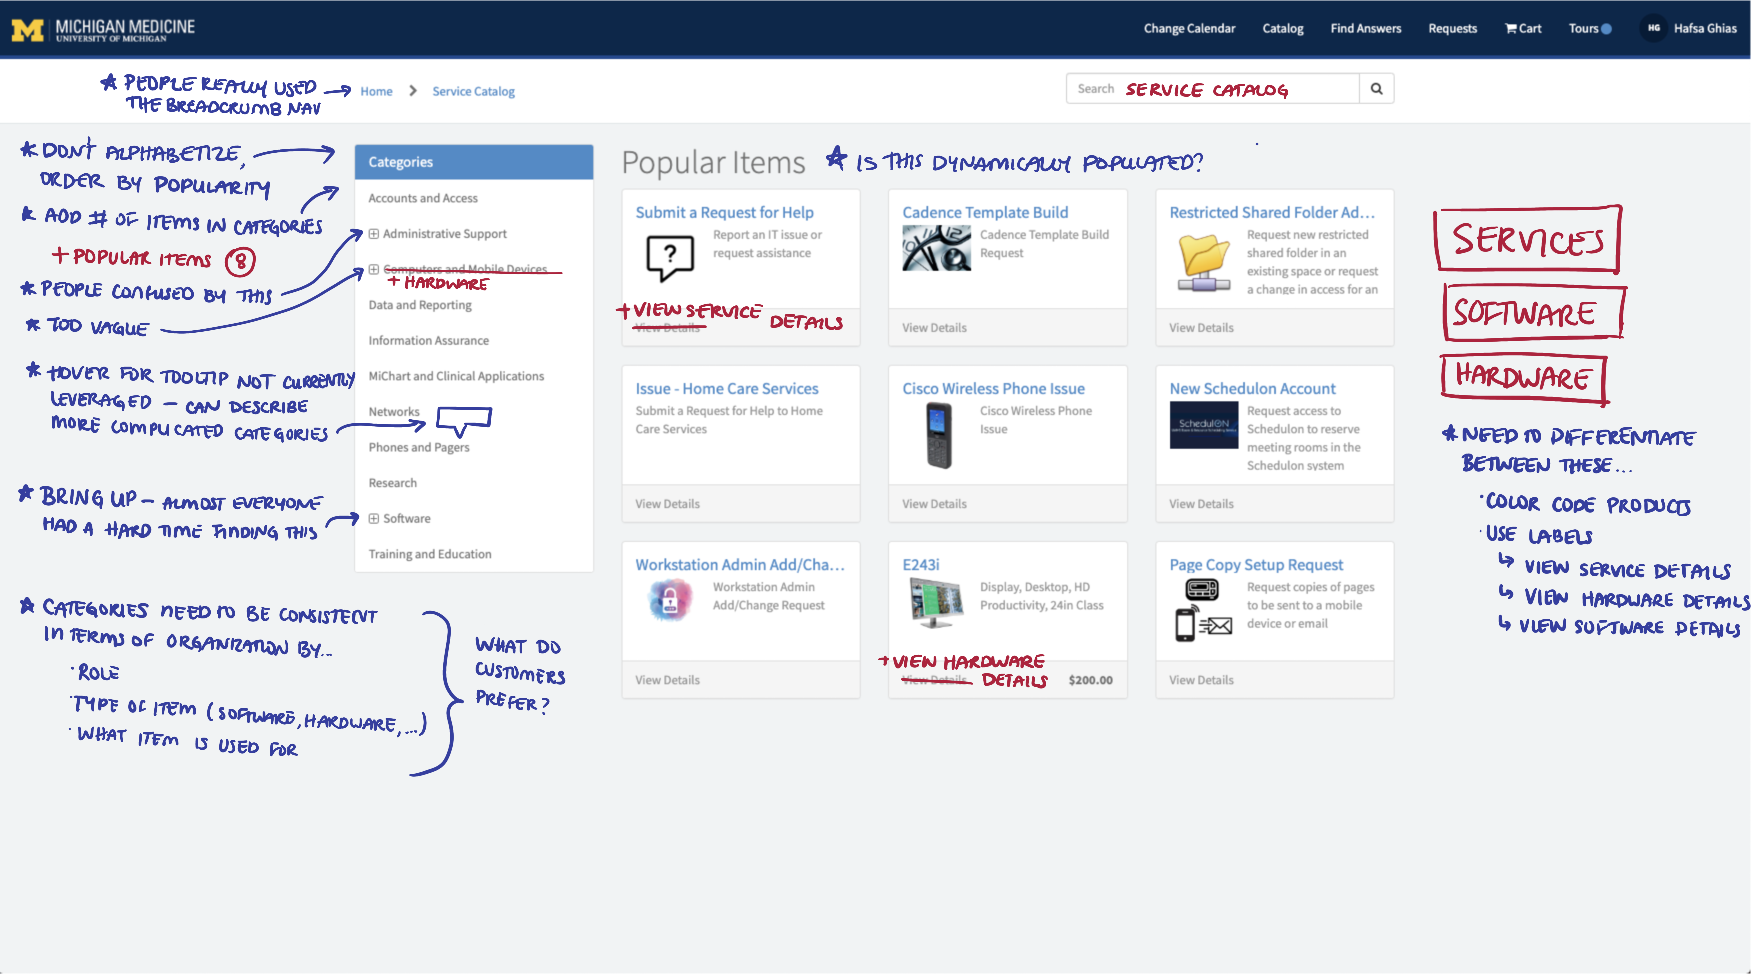 MICHIGAN MEDICINE
UNIVERSITY OF MICHIGAN
Change Calendar
Catalog
Find Answers
Requests
Cart
Tours
HG
Hafsa Ghias
★ PEOPLE REALLY USED
THE BREADCRUMB NAV
Home > Service Catalog
Search SERVICE CATALOG
★ DON'T ALPHABETIZE,
ORDER BY POPULARITY
★ ADD # OF ITEMS IN CATEGORIES
+ POPULAR ITEMS 8
★ PEOPLE CONFUSED BY THIS
★ TOO VAGUE
★ HOVER FOR TOOLTIP NOT CURRENTLY
LEVERAGED – CAN DESCRIBE
MORE COMPLICATED CATEGORIES
★ BRING UP – ALMOST EVERYONE
HAD A HARD TIME FINDING THIS
★ CATEGORIES NEED TO BE CONSISTENT
IN TERMS OF ORGANIZATION BY...
· ROLE
· TYPE OF ITEM (SOFTWARE, HARDWARE, ...)
· WHAT ITEM IS USED FOR
WHAT DO
CUSTOMERS
PREFER?
Categories
Accounts and Access
Administrative Support
Computers and Mobile Devices
+ HARDWARE
Data and Reporting
Information Assurance
MiChart and Clinical Applications
Networks
Phones and Pagers
Research
Software
Training and Education
Popular Items
★ IS THIS DYNAMICALLY POPULATED?
Submit a Request for Help
Report an IT issue or
request assistance
+ VIEW SERVICE
DETAILS
View Details
Cadence Template Build
Cadence Template Build
Request
View Details
Restricted Shared Folder Ad...
Request new restricted
shared folder in an
existing space or request
a change in access for an
View Details
Issue - Home Care Services
Submit a Request for Help to Home
Care Services
View Details
Cisco Wireless Phone Issue
Cisco Wireless Phone
Issue
View Details
New Schedulon Account
SchedulON
Request access to
Schedulon to reserve
meeting rooms in the
Schedulon system
View Details
Workstation Admin Add/Cha...
Workstation Admin
Add/Change Request
View Details
E243i
Display, Desktop, HD
Productivity, 24in Class
+ VIEW HARDWARE
DETAILS
View Details
$200.00
Page Copy Setup Request
Request copies of pages
to be sent to a mobile
device or email
View Details
SERVICES
SOFTWARE
HARDWARE
★ NEED TO DIFFERENTIATE
BETWEEN THESE...
· COLOR CODE PRODUCTS
· USE LABELS
↳ VIEW SERVICE DETAILS
↳ VIEW HARDWARE DETAILS
↳ VIEW SOFTWARE DETAILS